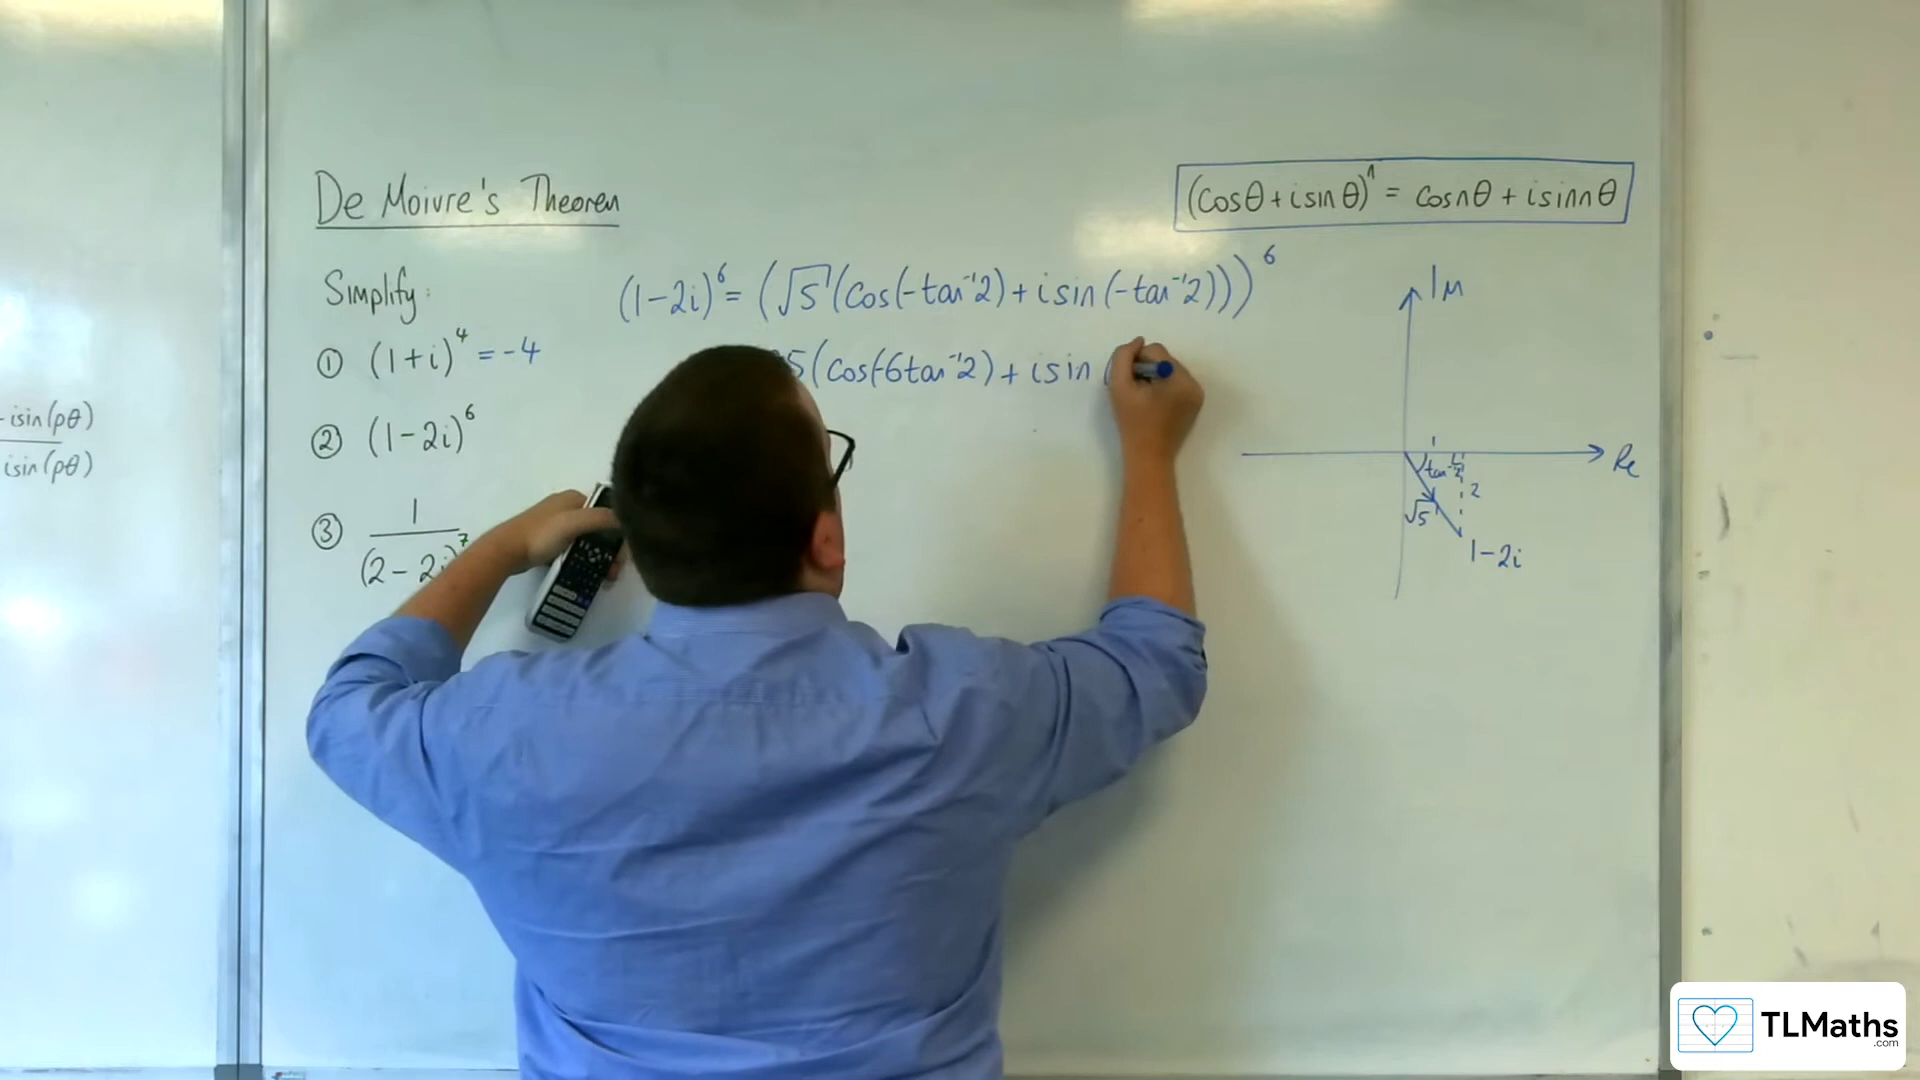 De Moivre's Theorem
(cosθ + isinθ)ⁿ = cosnθ + isinnθ
Simplify:
① (1+i)⁴ = -4
② (1-2i)⁶
③ 1
(2-2i)⁷
(1-2i)⁶ = (√5(cos(-tan⁻¹2) + isin(-tan⁻¹2)))⁶
5(cos(-6tan⁻¹2) + isin (
Im
Re
1
2
√5
1-2i
isin(pθ)
isin(pθ)
TLMaths
.com